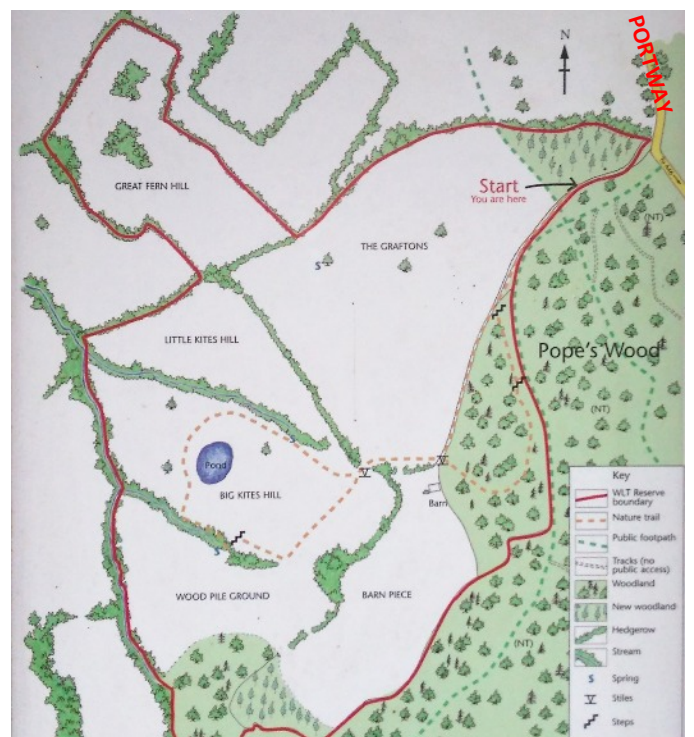 PORTWAY
N
GREAT FERN HILL
Start
You are here
(NT)
THE GRAFTONS
S
LITTLE KITES HILL
Pope's Wood
(NT)
S
Pond
BIG KITES HILL
Barn
S
WOOD PILE GROUND
BARN PIECE
(NT)
Key
WLT Reserve
boundary
Nature trail
Public footpath
Tracks (no
public access)
Woodland
New woodland
Hedgerow
Stream
S Spring
Stiles
Steps